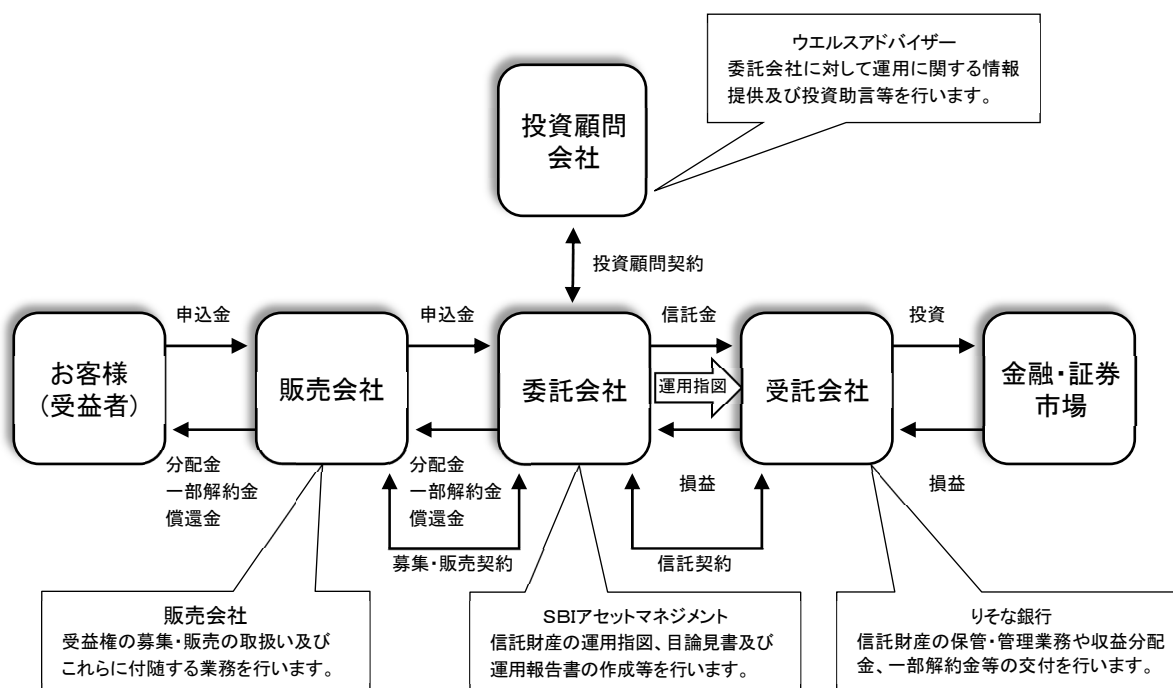 ウエルスアドバイザー
委託会社に対して運用に関する情報
提供及び投資助言等を行います。
投資顧問
会社
投資顧問契約
申込金
申込金
信託金
投資
お客様
(受益者)
販売会社
委託会社
運用指図
受託会社
金融・証券
市場
分配金
一部解約金
償還金
分配金
一部解約金
償還金
損益
損益
募集・販売契約
信託契約
販売会社
受益権の募集・販売の取扱い及び
これらに付随する業務を行います。
SBIアセットマネジメント
信託財産の運用指図、目論見書及び
運用報告書の作成等を行います。
りそな銀行
信託財産の保管・管理業務や収益分配
金、一部解約金等の交付を行います。